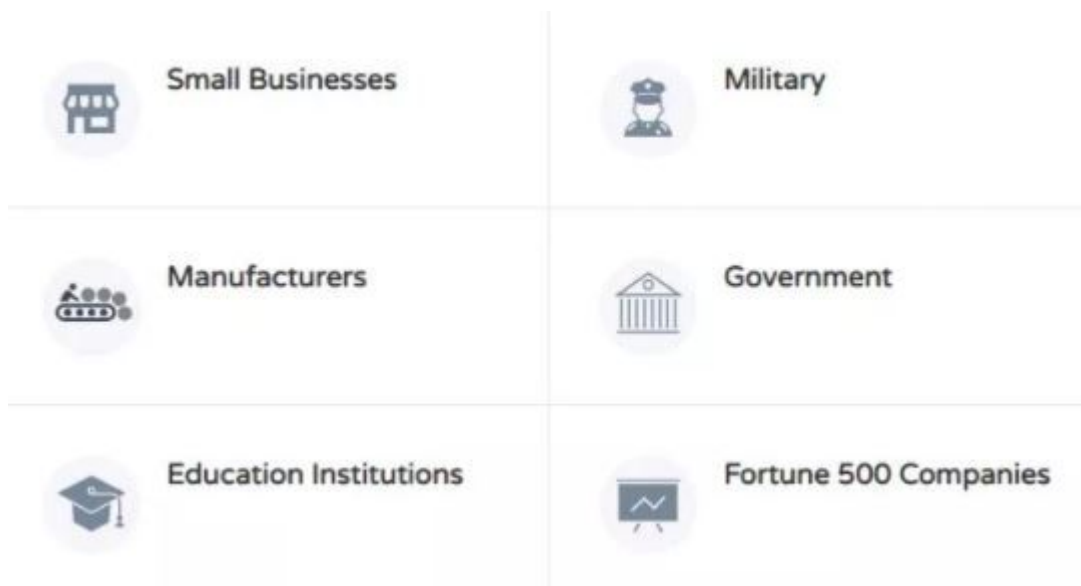 Small Businesses
Military
Manufacturers
Government
Education Institutions
Fortune 500 Companies